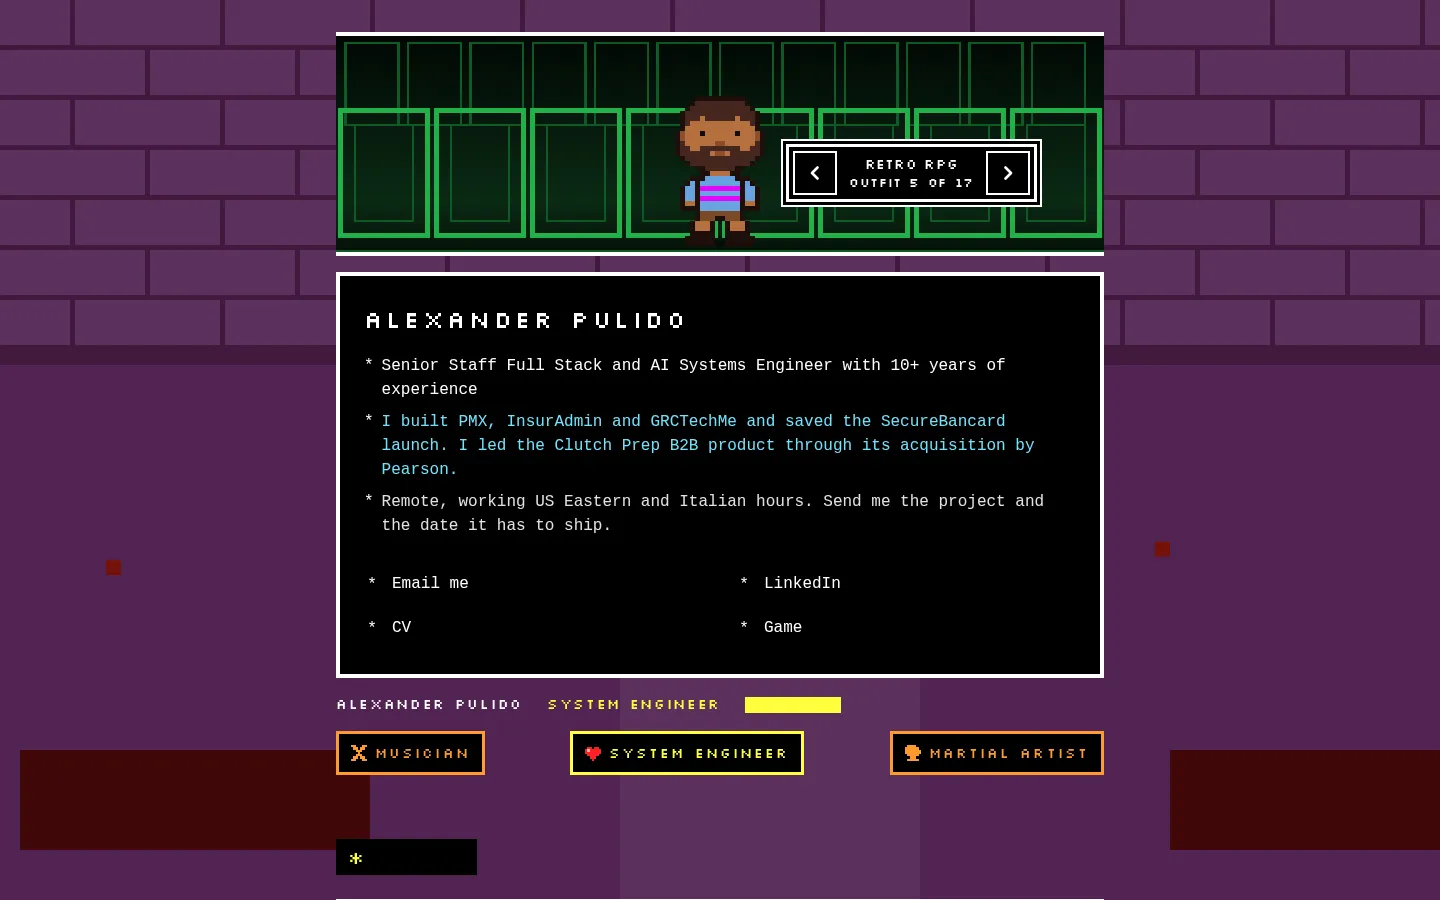 RETRO RPG
OUTFIT 5 OF 17
ALEXANDER PULIDO
* Senior Staff Full Stack and AI Systems Engineer with 10+ years of
experience
* I built PMX, InsurAdmin and GRCTechMe and saved the SecureBancard
launch. I led the Clutch Prep B2B product through its acquisition by
Pearson.
* Remote, working US Eastern and Italian hours. Send me the project and
the date it has to ship.
* Email me
* LinkedIn
* CV
* Game
ALEXANDER PULIDO SYSTEM ENGINEER
MUSICIAN
SYSTEM ENGINEER
MARTIAL ARTIST
*